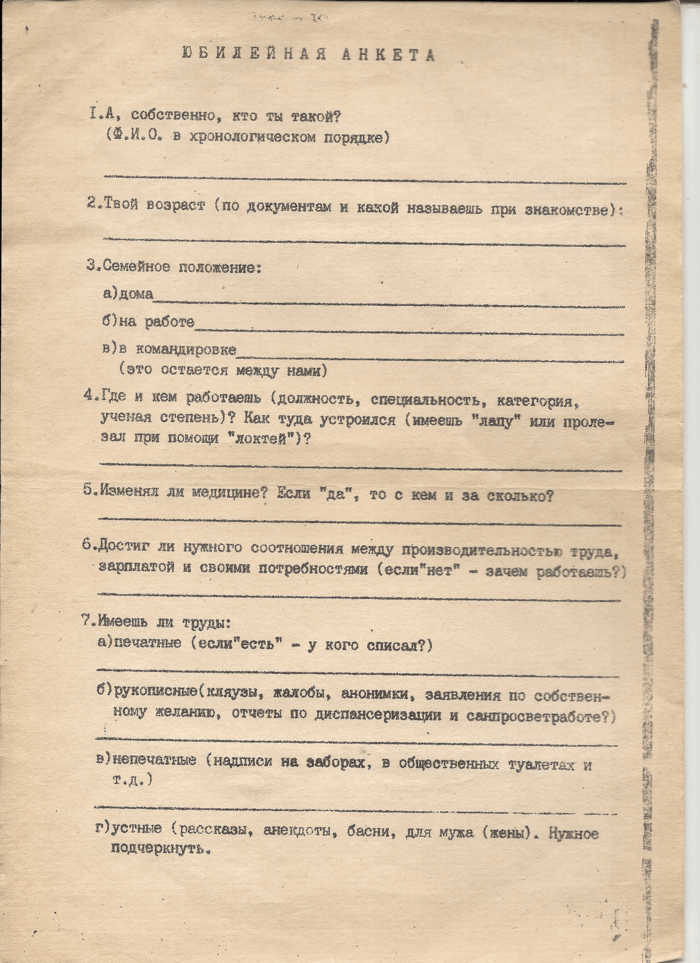 ЮБИЛЕЙНАЯ АНКЕТА
I.А, собственно, кто ты такой?
(Ф.И.О. в хронологическом порядке)
2.Твой возраст (по документам и какой называешь при знакомстве):
3.Семейное положение:
а)дома
б)на работе
в)в командировке
(это остается между нами)
4.Где и кем работаешь (должность, специальность, категория,
ученая степень)? Как туда устроился (имеешь "лапу" или проле-
зал при помощи "локтей")?
5.Изменял ли медицине? Если "да", то с кем и за сколько?
6.Достиг ли нужного соотношения между производительностью труда,
зарплатой и своими потребностями (если"нет" - зачем работаешь?)
7.Имеешь ли труды:
а)печатные (если"есть" - у кого списал?)
б)рукописные(кляузы, жалобы, анонимки, заявления по собствен-
ному желанию, отчеты по диспансеризации и санпросветработе?)
в)непечатные (надписи на заборах, в общественных туалетах и
т.д.)
г)устные (рассказы, анекдоты, басни, для мужа (жены). Нужное
подчеркнуть.